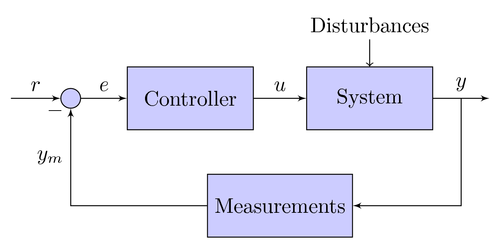 Disturbances
r
e
Controller
u
System
y
−
y_m
Measurements